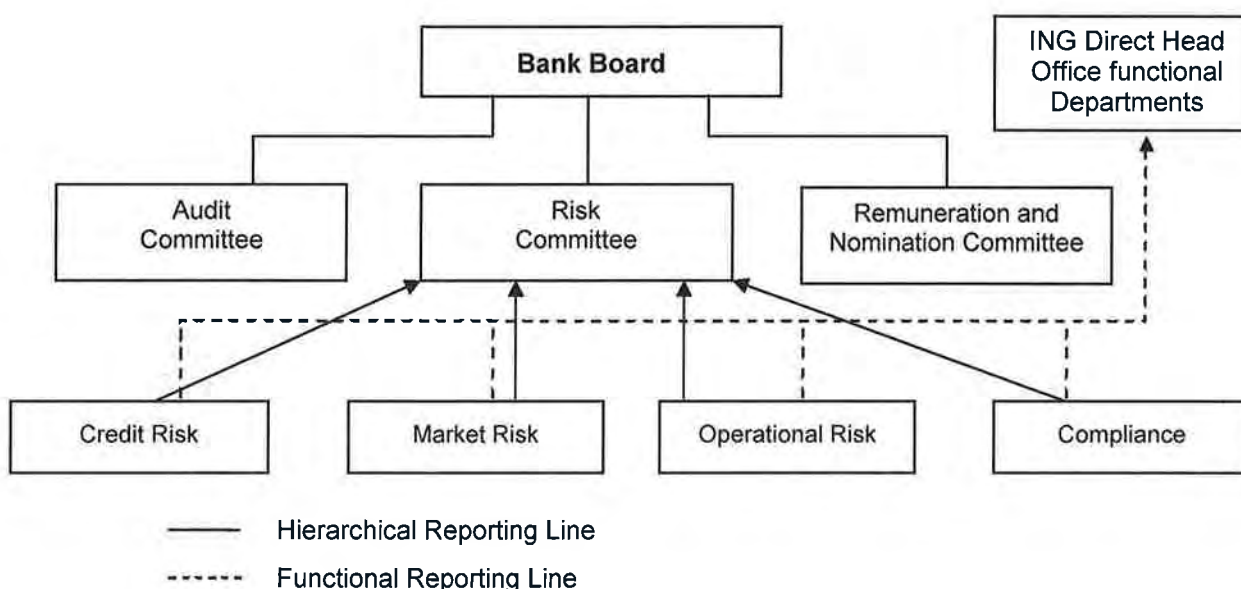 Bank Board
ING Direct Head
Office functional
Departments
Audit
Committee
Risk
Committee
Remuneration and
Nomination Committee
Credit Risk
Market Risk
Operational Risk
Compliance
Hierarchical Reporting Line
Functional Reporting Line